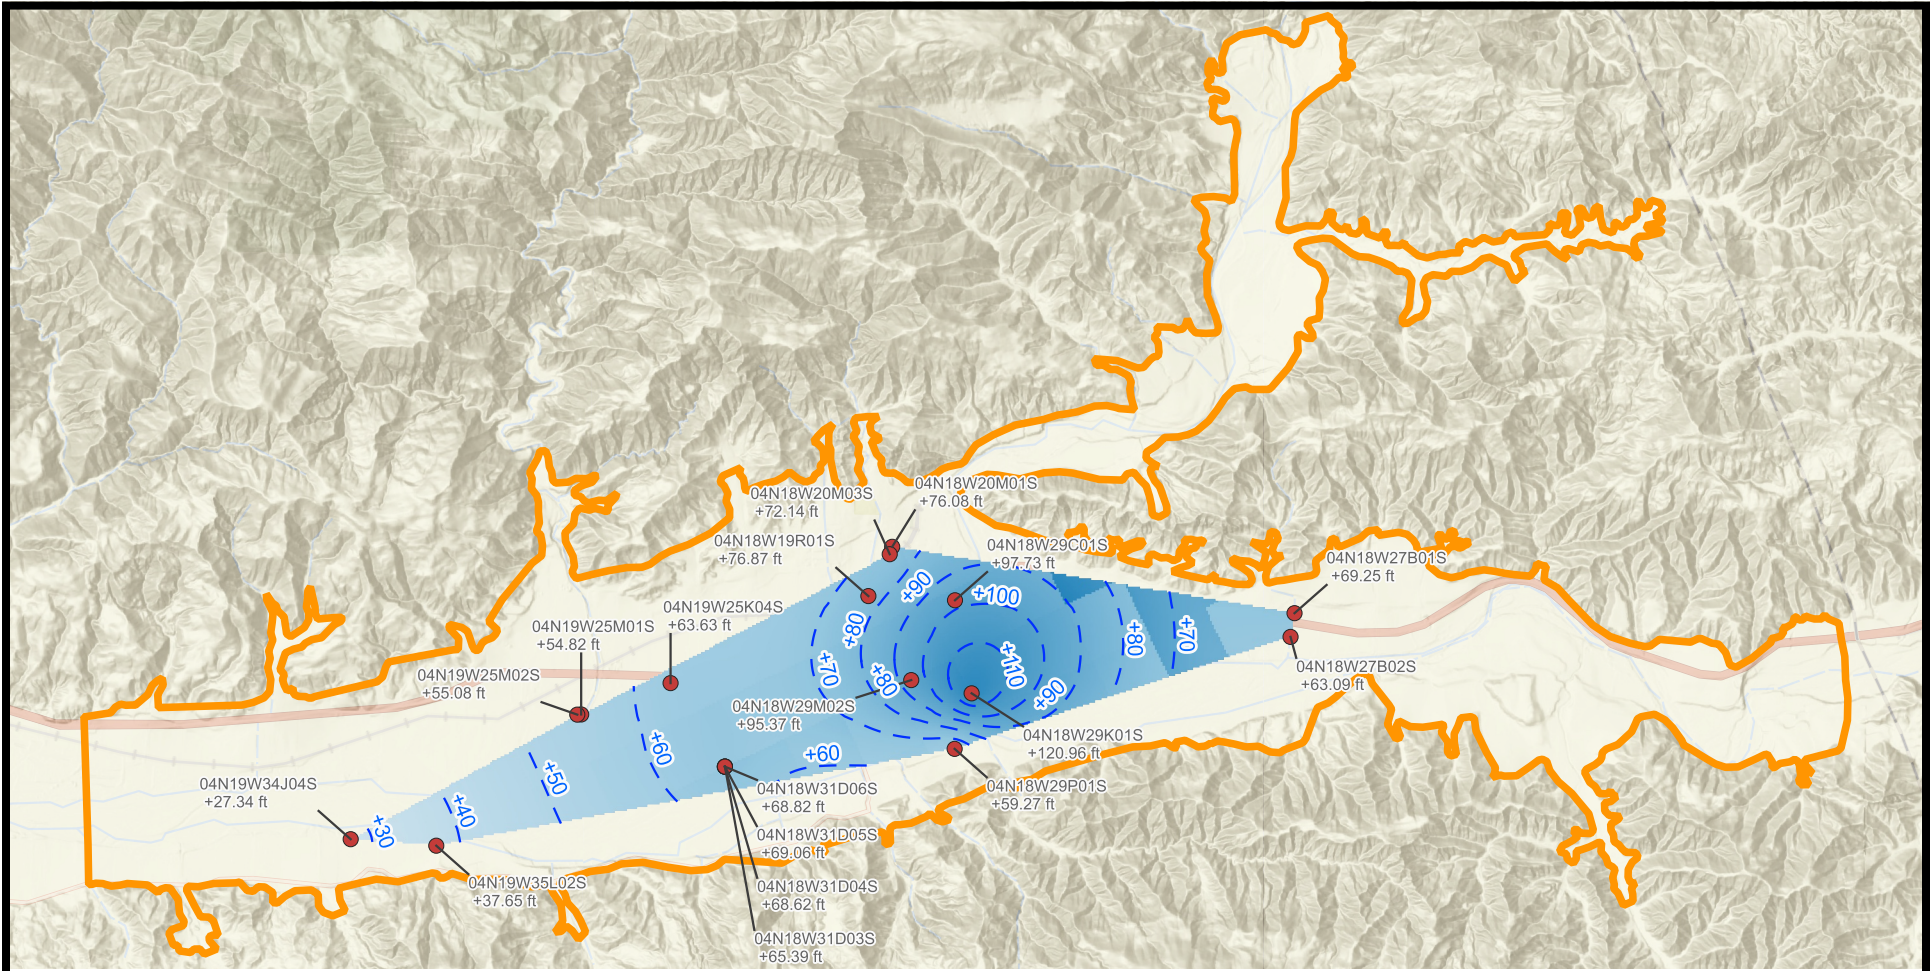 04N18W20M03S
+72.14 ft
04N18W20M01S
+76.08 ft
04N18W19R01S
+76.87 ft
04N18W29C01S
+97.73 ft
04N18W27B01S
+69.25 ft
+90
+100
04N19W25K04S
+63.63 ft
04N19W25M01S
+54.82 ft
+80
+80
+70
04N19W25M02S
+55.08 ft
+70
+80
+110
04N18W27B02S
+63.09 ft
+90
04N18W29M02S
+95.37 ft
04N18W29K01S
+120.96 ft
+60
+60
+50
04N19W34J04S
+27.34 ft
04N18W31D06S
+68.82 ft
04N18W29P01S
+59.27 ft
+40
+30
04N18W31D05S
+69.06 ft
04N19W35L02S
+37.65 ft
04N18W31D04S
+68.62 ft
04N18W31D03S
+65.39 ft